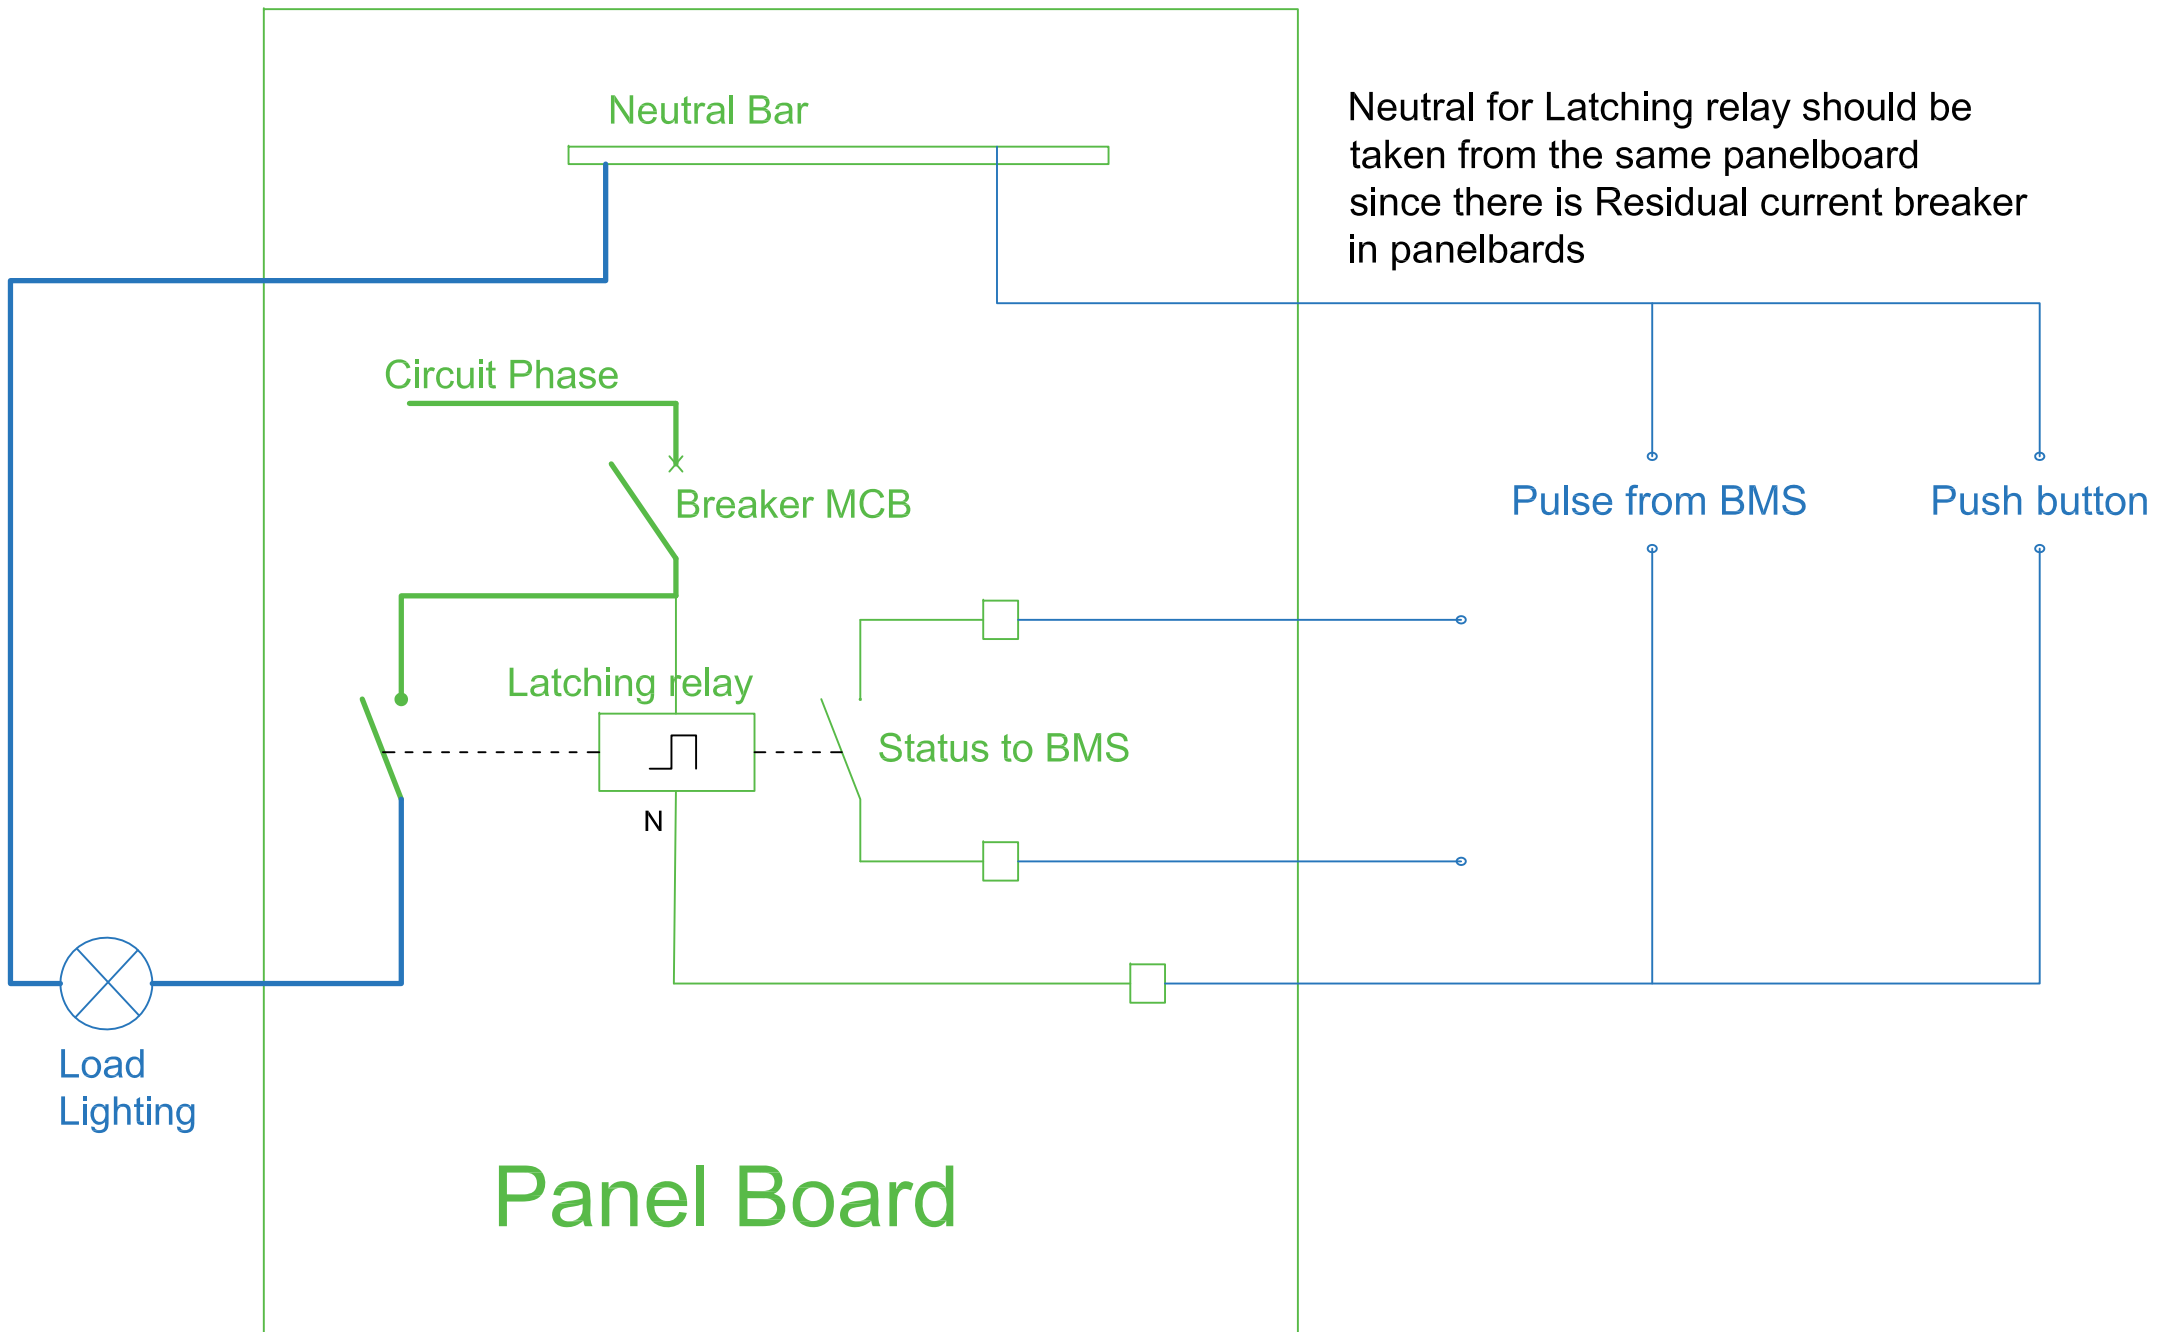 Neutral Bar
Neutral for Latching relay should be
taken from the same panelboard
since there is Residual current breaker
in panelbards
Circuit Phase
Breaker MCB
Pulse from BMS
Push button
Latching relay
Status to BMS
N
Load
Lighting
Panel Board